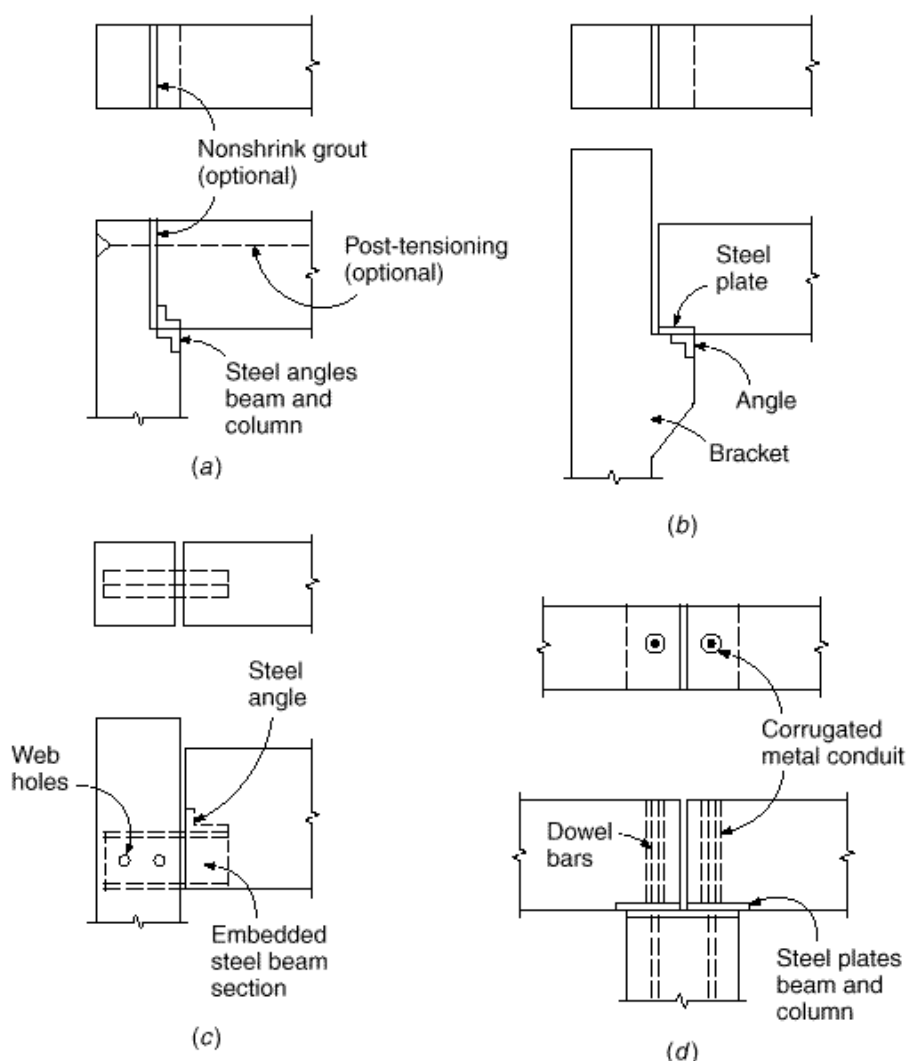 Nonshrink grout
(optional)
Post-tensioning
(optional)
Steel angles
beam and
column
(a)
Steel
plate
Angle
Bracket
(b)
Steel
angle
Web
holes
Embedded
steel beam
section
(c)
Corrugated
metal conduit
Dowel
bars
Steel plates
beam and
column
(d)